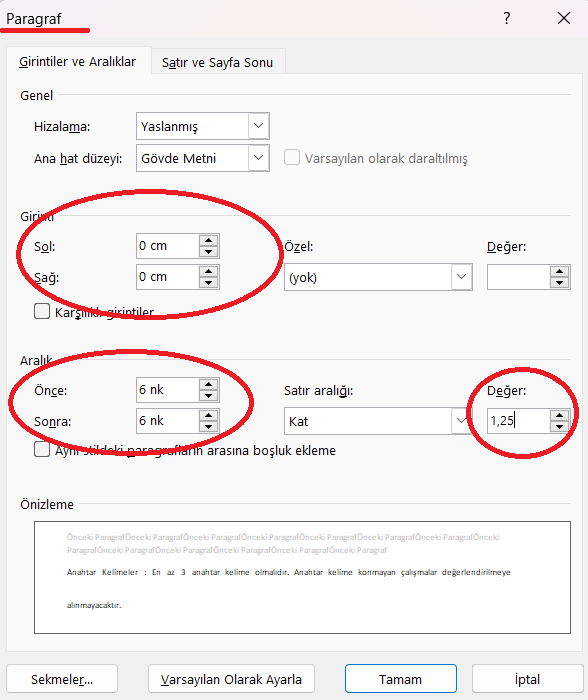 Paragraf ?
Girintiler ve Aralıklar Satır ve Sayfa Sonu
Genel
Hizalama: Yaslanmış
Ana hat düzeyi: Gövde Metni Varsayılan olarak daraltılmış
Girinti
Sol: 0 cm Özel: Değer:
Sağ: 0 cm (yok)
Karşılıklı girintiler
Aralık
Önce: 6 nk Satır aralığı: Değer:
Sonra: 6 nk Kat 1,25
Aynı stildeki paragrafların arasına boşluk ekleme
Önizleme
Önceki ParagrafÖnceki ParagrafÖnceki ParagrafÖnceki ParagrafÖnceki ParagrafÖnceki ParagrafÖnceki ParagrafÖnceki
ParagrafÖnceki ParagrafÖnceki ParagrafÖnceki ParagrafÖnceki ParagrafÖnceki Paragraf
Anahtar Kelimeler : En az 3 anahtar kelime olmalıdır. Anahtar kelime konmayan çalışmalar değerlendirilmeye
alınmayacaktır.
Sekmeler... Varsayılan Olarak Ayarla Tamam İptal